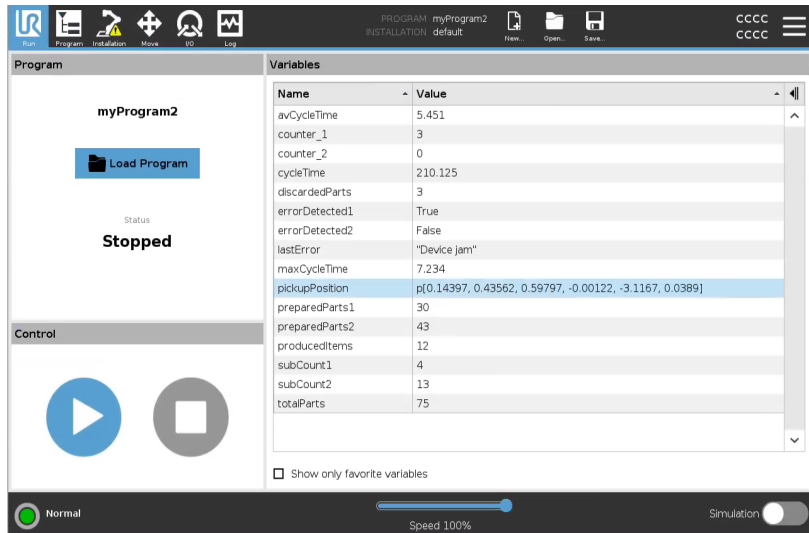 UR
PROGRAM myProgram2
INSTALLATION default
CCCC
CCCC
Run Program Installation Move I/O Log New... Open... Save...
Program
myProgram2
Load Program
Status
Stopped
Control
Variables
Name Value
avCycleTime 5.451
counter_1 3
counter_2 0
cycleTime 210.125
discardedParts 3
errorDetected1 True
errorDetected2 False
lastError "Device jam"
maxCycleTime 7.234
pickupPosition p[0.14397, 0.43562, 0.59797, -0.00122, -3.1167, 0.0389]
preparedParts1 30
preparedParts2 43
producedItems 12
subCount1 4
subCount2 13
totalParts 75
Show only favorite variables
Normal
Speed 100%
Simulation